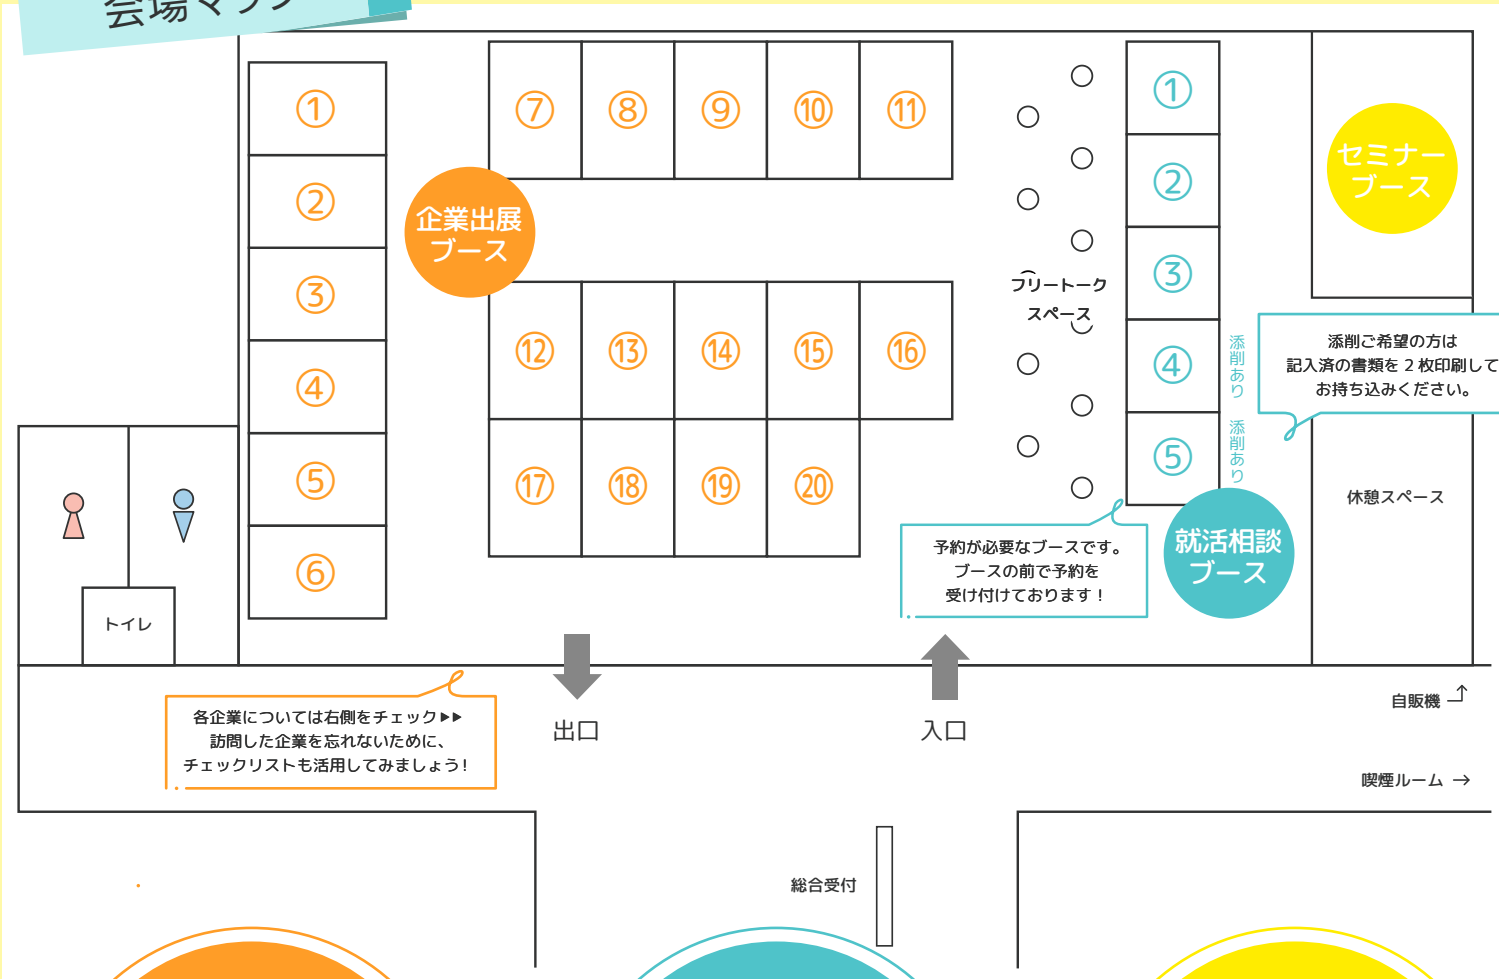 会場マップ
①
②
③
④
⑤
⑥
⑦
⑧
⑨
⑩
⑪
企業出展
ブース
⑫
⑬
⑭
⑮
⑯
⑰
⑱
⑲
⑳
フリートーク
スペース
①
②
③
④
⑤
添削あり
添削あり
セミナー
ブース
添削ご希望の方は
記入済の書類を2枚印刷して
お持ち込みください。
休憩スペース
就活相談
ブース
予約が必要なブースです。
ブースの前で予約を
受け付けております！
トイレ
各企業については右側をチェック▶▶
訪問した企業を忘れないために、
チェックリストも活用してみましょう！
出口
入口
自販機
喫煙ルーム →
総合受付